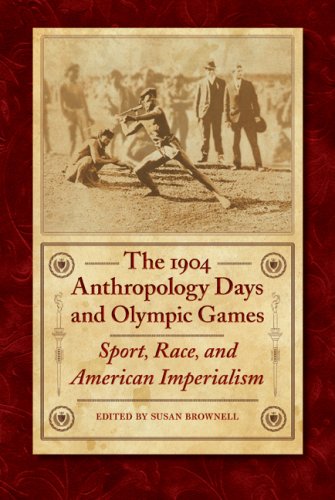 The 1904
Anthropology Days
and Olympic Games
Sport, Race, and
American Imperialism
EDITED BY SUSAN BROWNELL